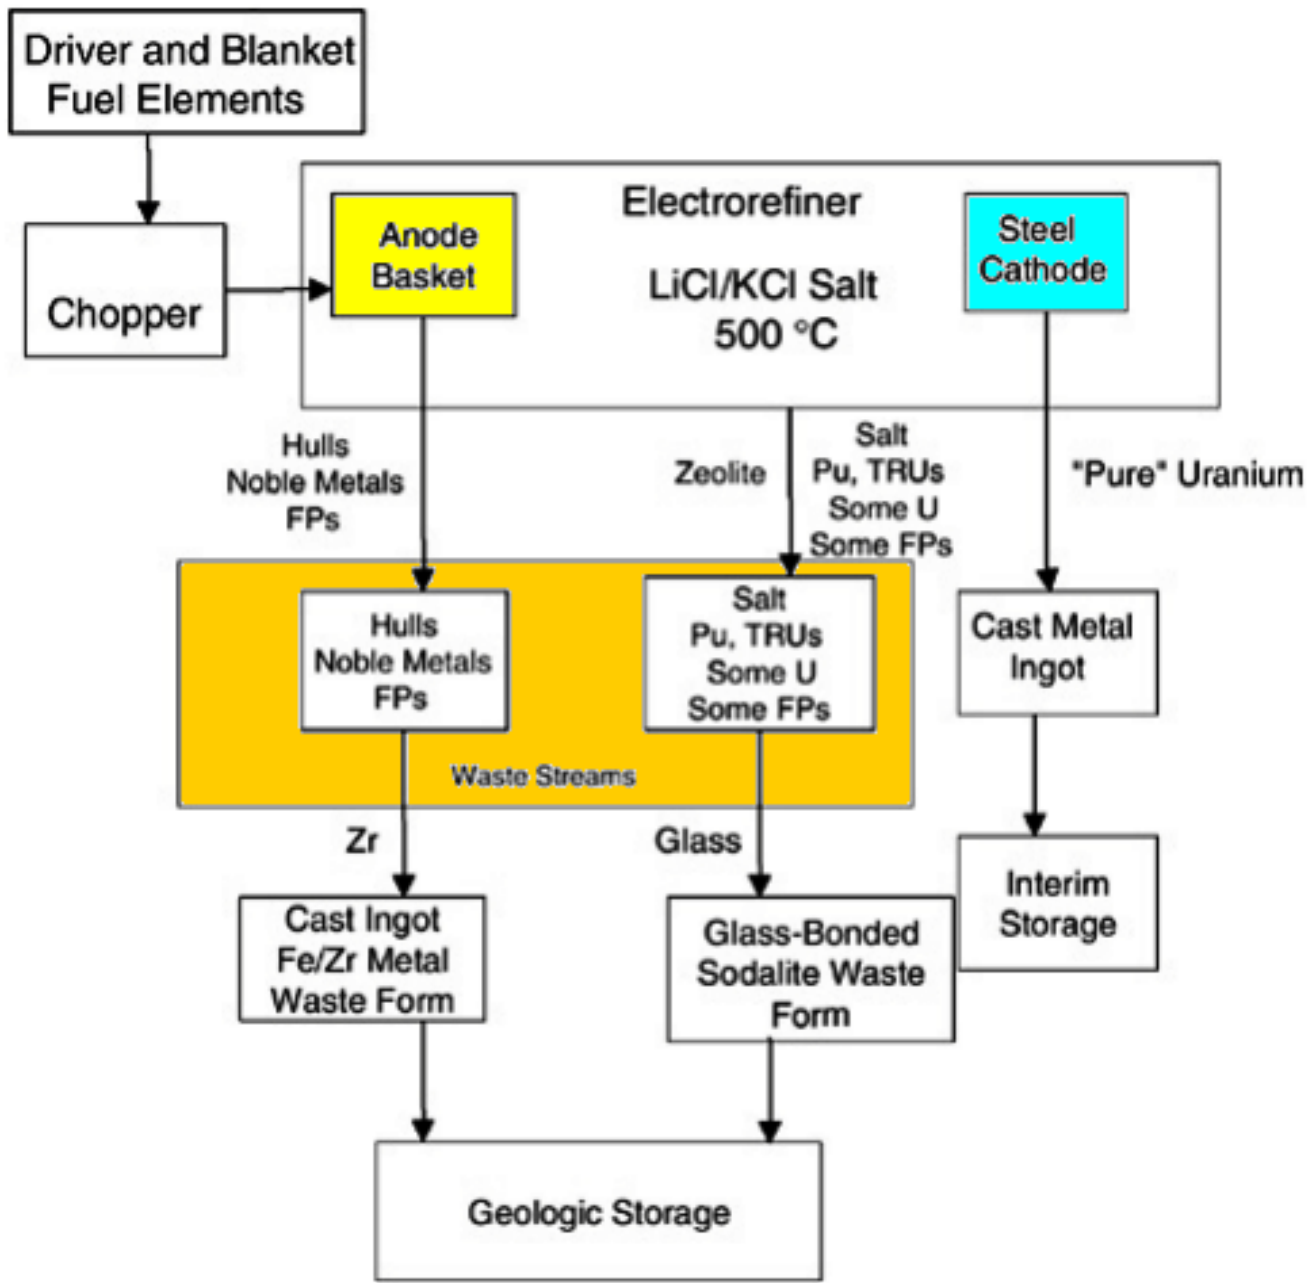 Driver and Blanket
Fuel Elements
Chopper
Anode
Basket
Electrorefiner
LiCl/KCl Salt
500 °C
Steel
Cathode
Hulls
Noble Metals
FPs
Zeolite
Salt
Pu, TRUs
Some U
Some FPs
"Pure" Uranium
Hulls
Noble Metals
FPs
Salt
Pu, TRUs
Some U
Some FPs
Waste Streams
Cast Metal
Ingot
Zr
Glass
Interim
Storage
Cast Ingot
Fe/Zr Metal
Waste Form
Glass-Bonded
Sodalite Waste
Form
Geologic Storage